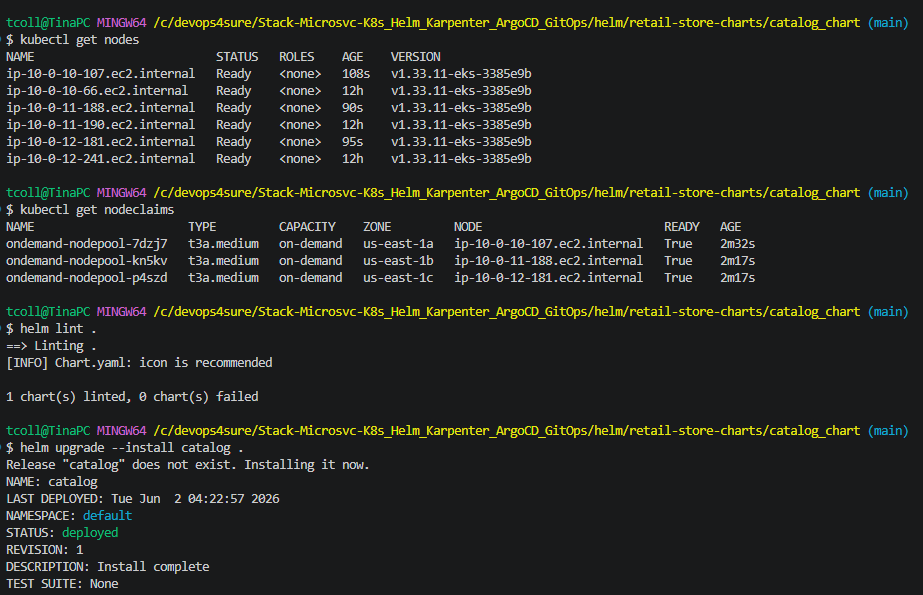 tcoll@TinaPC MINGW64 /c/devops4sure/Stack-Microsvc-K8s_Helm_Karpenter_ArgoCD_GitOps/helm/retail-store-charts/catalog_chart (main)
$ kubectl get nodes
NAME STATUS ROLES AGE VERSION
ip-10-0-10-107.ec2.internal Ready <none> 108s v1.33.11-eks-3385e9b
ip-10-0-10-66.ec2.internal Ready <none> 12h v1.33.11-eks-3385e9b
ip-10-0-11-188.ec2.internal Ready <none> 90s v1.33.11-eks-3385e9b
ip-10-0-11-190.ec2.internal Ready <none> 12h v1.33.11-eks-3385e9b
ip-10-0-12-181.ec2.internal Ready <none> 95s v1.33.11-eks-3385e9b
ip-10-0-12-241.ec2.internal Ready <none> 12h v1.33.11-eks-3385e9b
tcoll@TinaPC MINGW64 /c/devops4sure/Stack-Microsvc-K8s_Helm_Karpenter_ArgoCD_GitOps/helm/retail-store-charts/catalog_chart (main)
$ kubectl get nodeclaims
NAME TYPE CAPACITY ZONE NODE READY AGE
ondemand-nodepool-7dzj7 t3a.medium on-demand us-east-1a ip-10-0-10-107.ec2.internal True 2m32s
ondemand-nodepool-kn5kv t3a.medium on-demand us-east-1b ip-10-0-11-188.ec2.internal True 2m17s
ondemand-nodepool-p4szd t3a.medium on-demand us-east-1c ip-10-0-12-181.ec2.internal True 2m17s
tcoll@TinaPC MINGW64 /c/devops4sure/Stack-Microsvc-K8s_Helm_Karpenter_ArgoCD_GitOps/helm/retail-store-charts/catalog_chart (main)
$ helm lint .
==> Linting .
[INFO] Chart.yaml: icon is recommended
1 chart(s) linted, 0 chart(s) failed
tcoll@TinaPC MINGW64 /c/devops4sure/Stack-Microsvc-K8s_Helm_Karpenter_ArgoCD_GitOps/helm/retail-store-charts/catalog_chart (main)
$ helm upgrade --install catalog .
Release "catalog" does not exist. Installing it now.
NAME: catalog
LAST DEPLOYED: Tue Jun  2 04:22:57 2026
NAMESPACE: default
STATUS: deployed
REVISION: 1
DESCRIPTION: Install complete
TEST SUITE: None